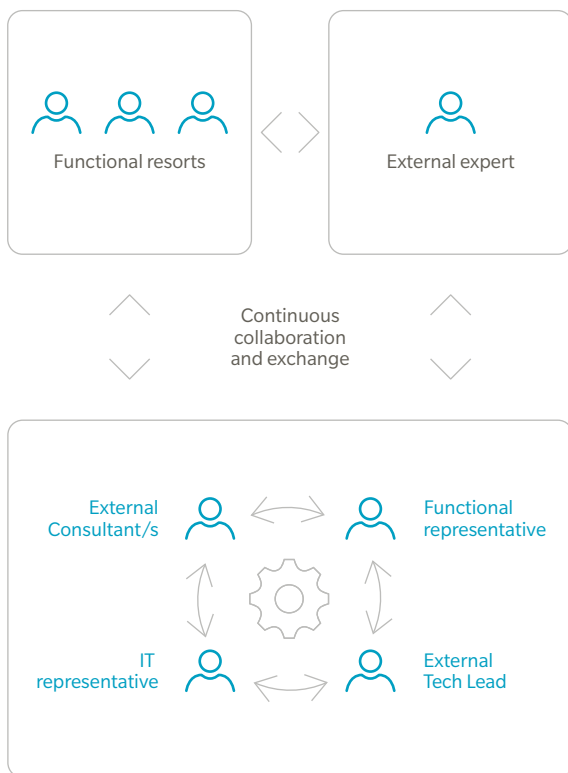 Functional resorts
External expert
Continuous
collaboration
and exchange
External
Consultant/s
Functional
representative
IT
representative
External
Tech Lead